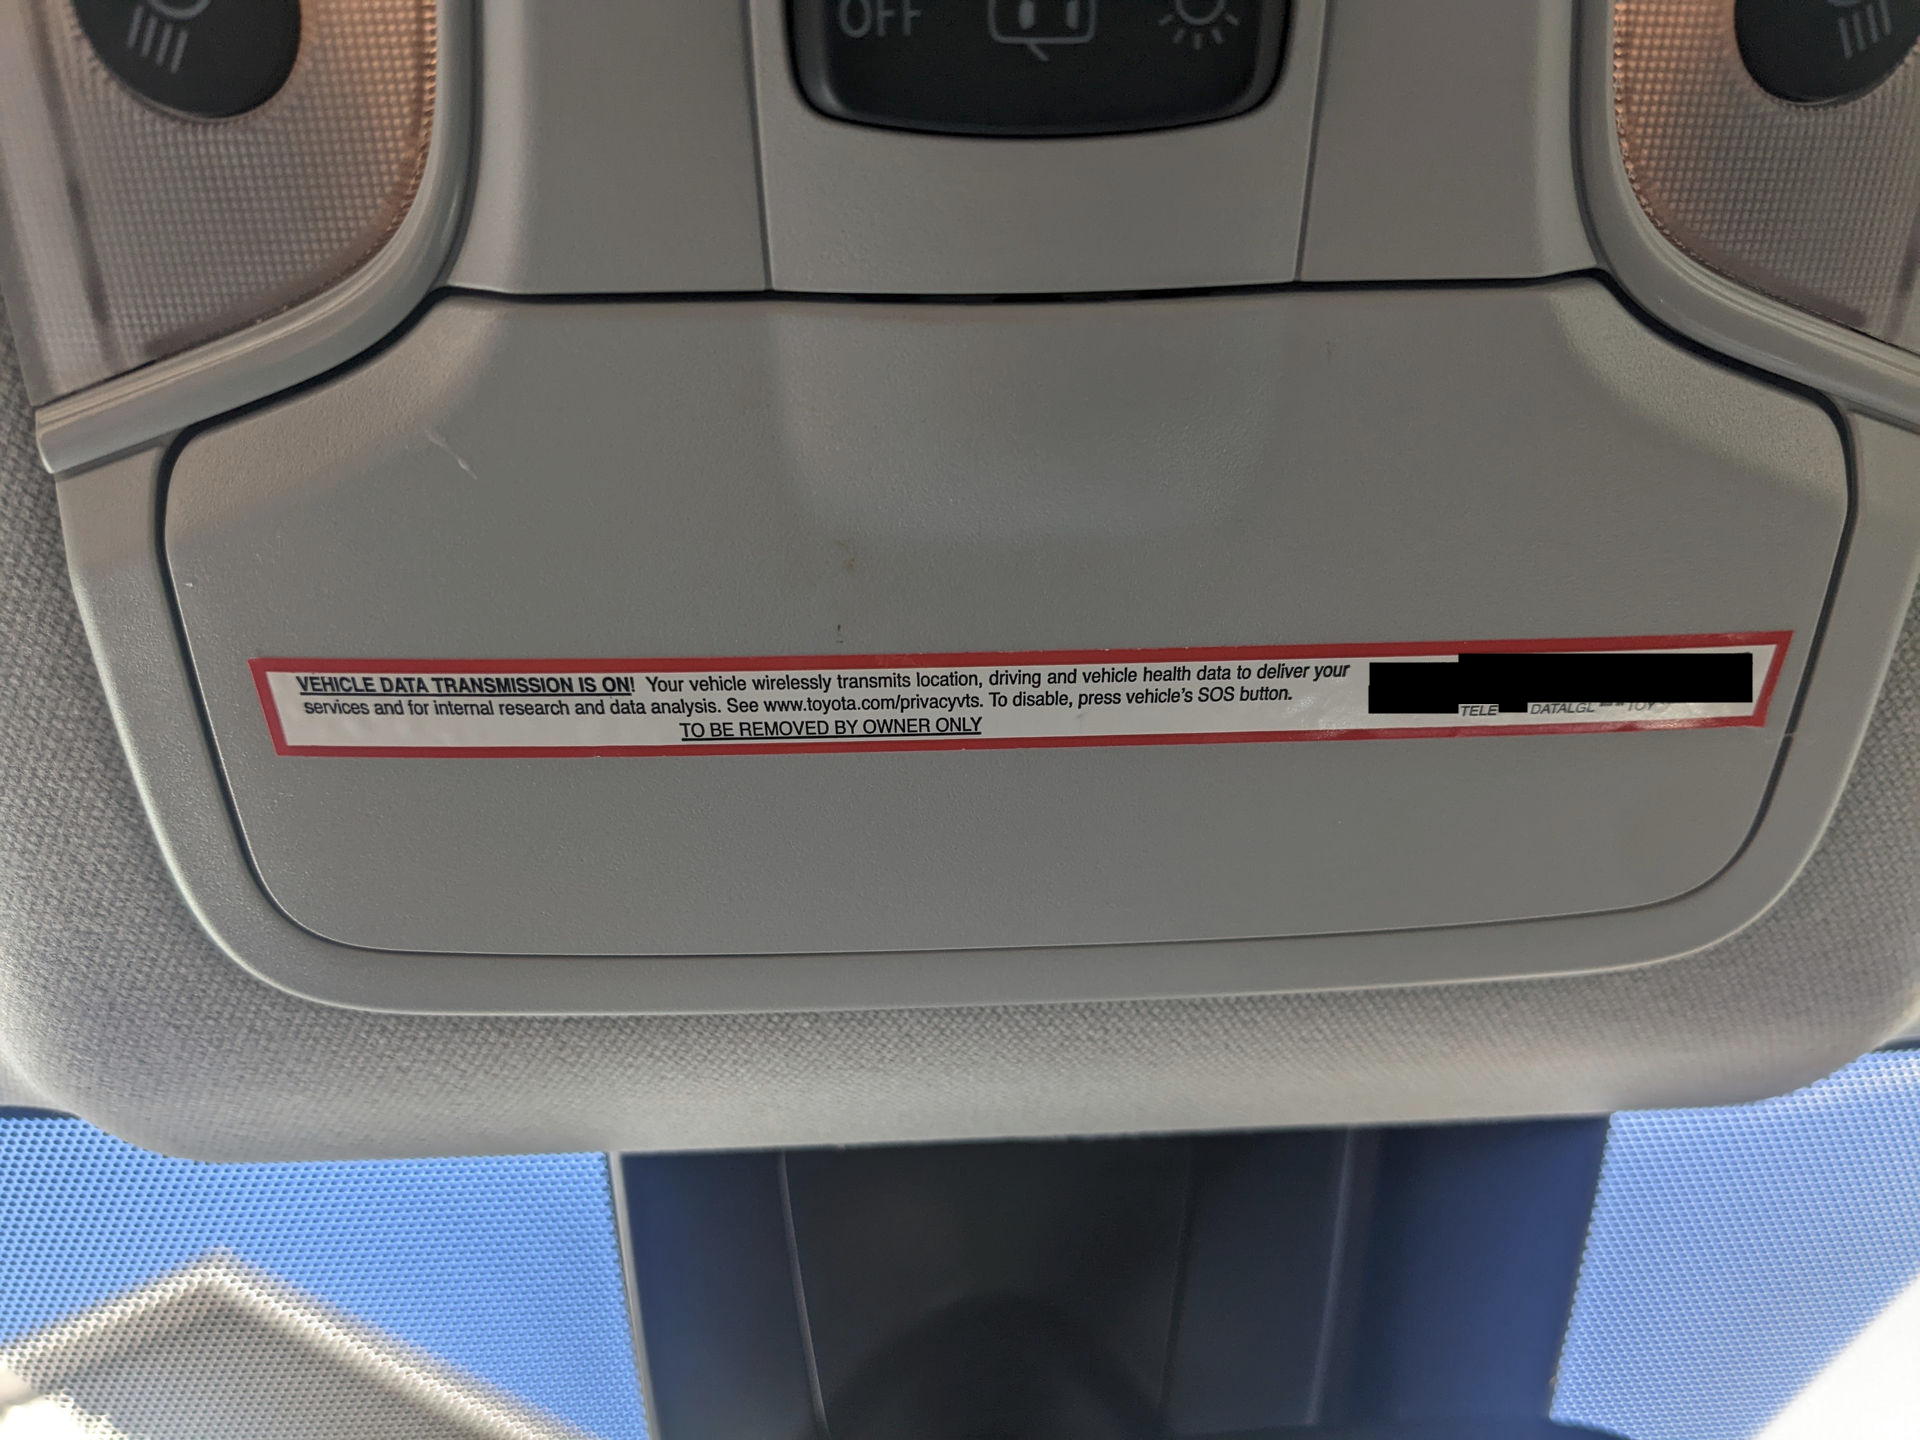 OFF
VEHICLE DATA TRANSMISSION IS ON! Your vehicle wirelessly transmits location, driving and vehicle health data to deliver your
services and for internal research and data analysis. See www.toyota.com/privacyvts. To disable, press vehicle's SOS button.
TO BE REMOVED BY OWNER ONLY
TELE DATALGL TOY